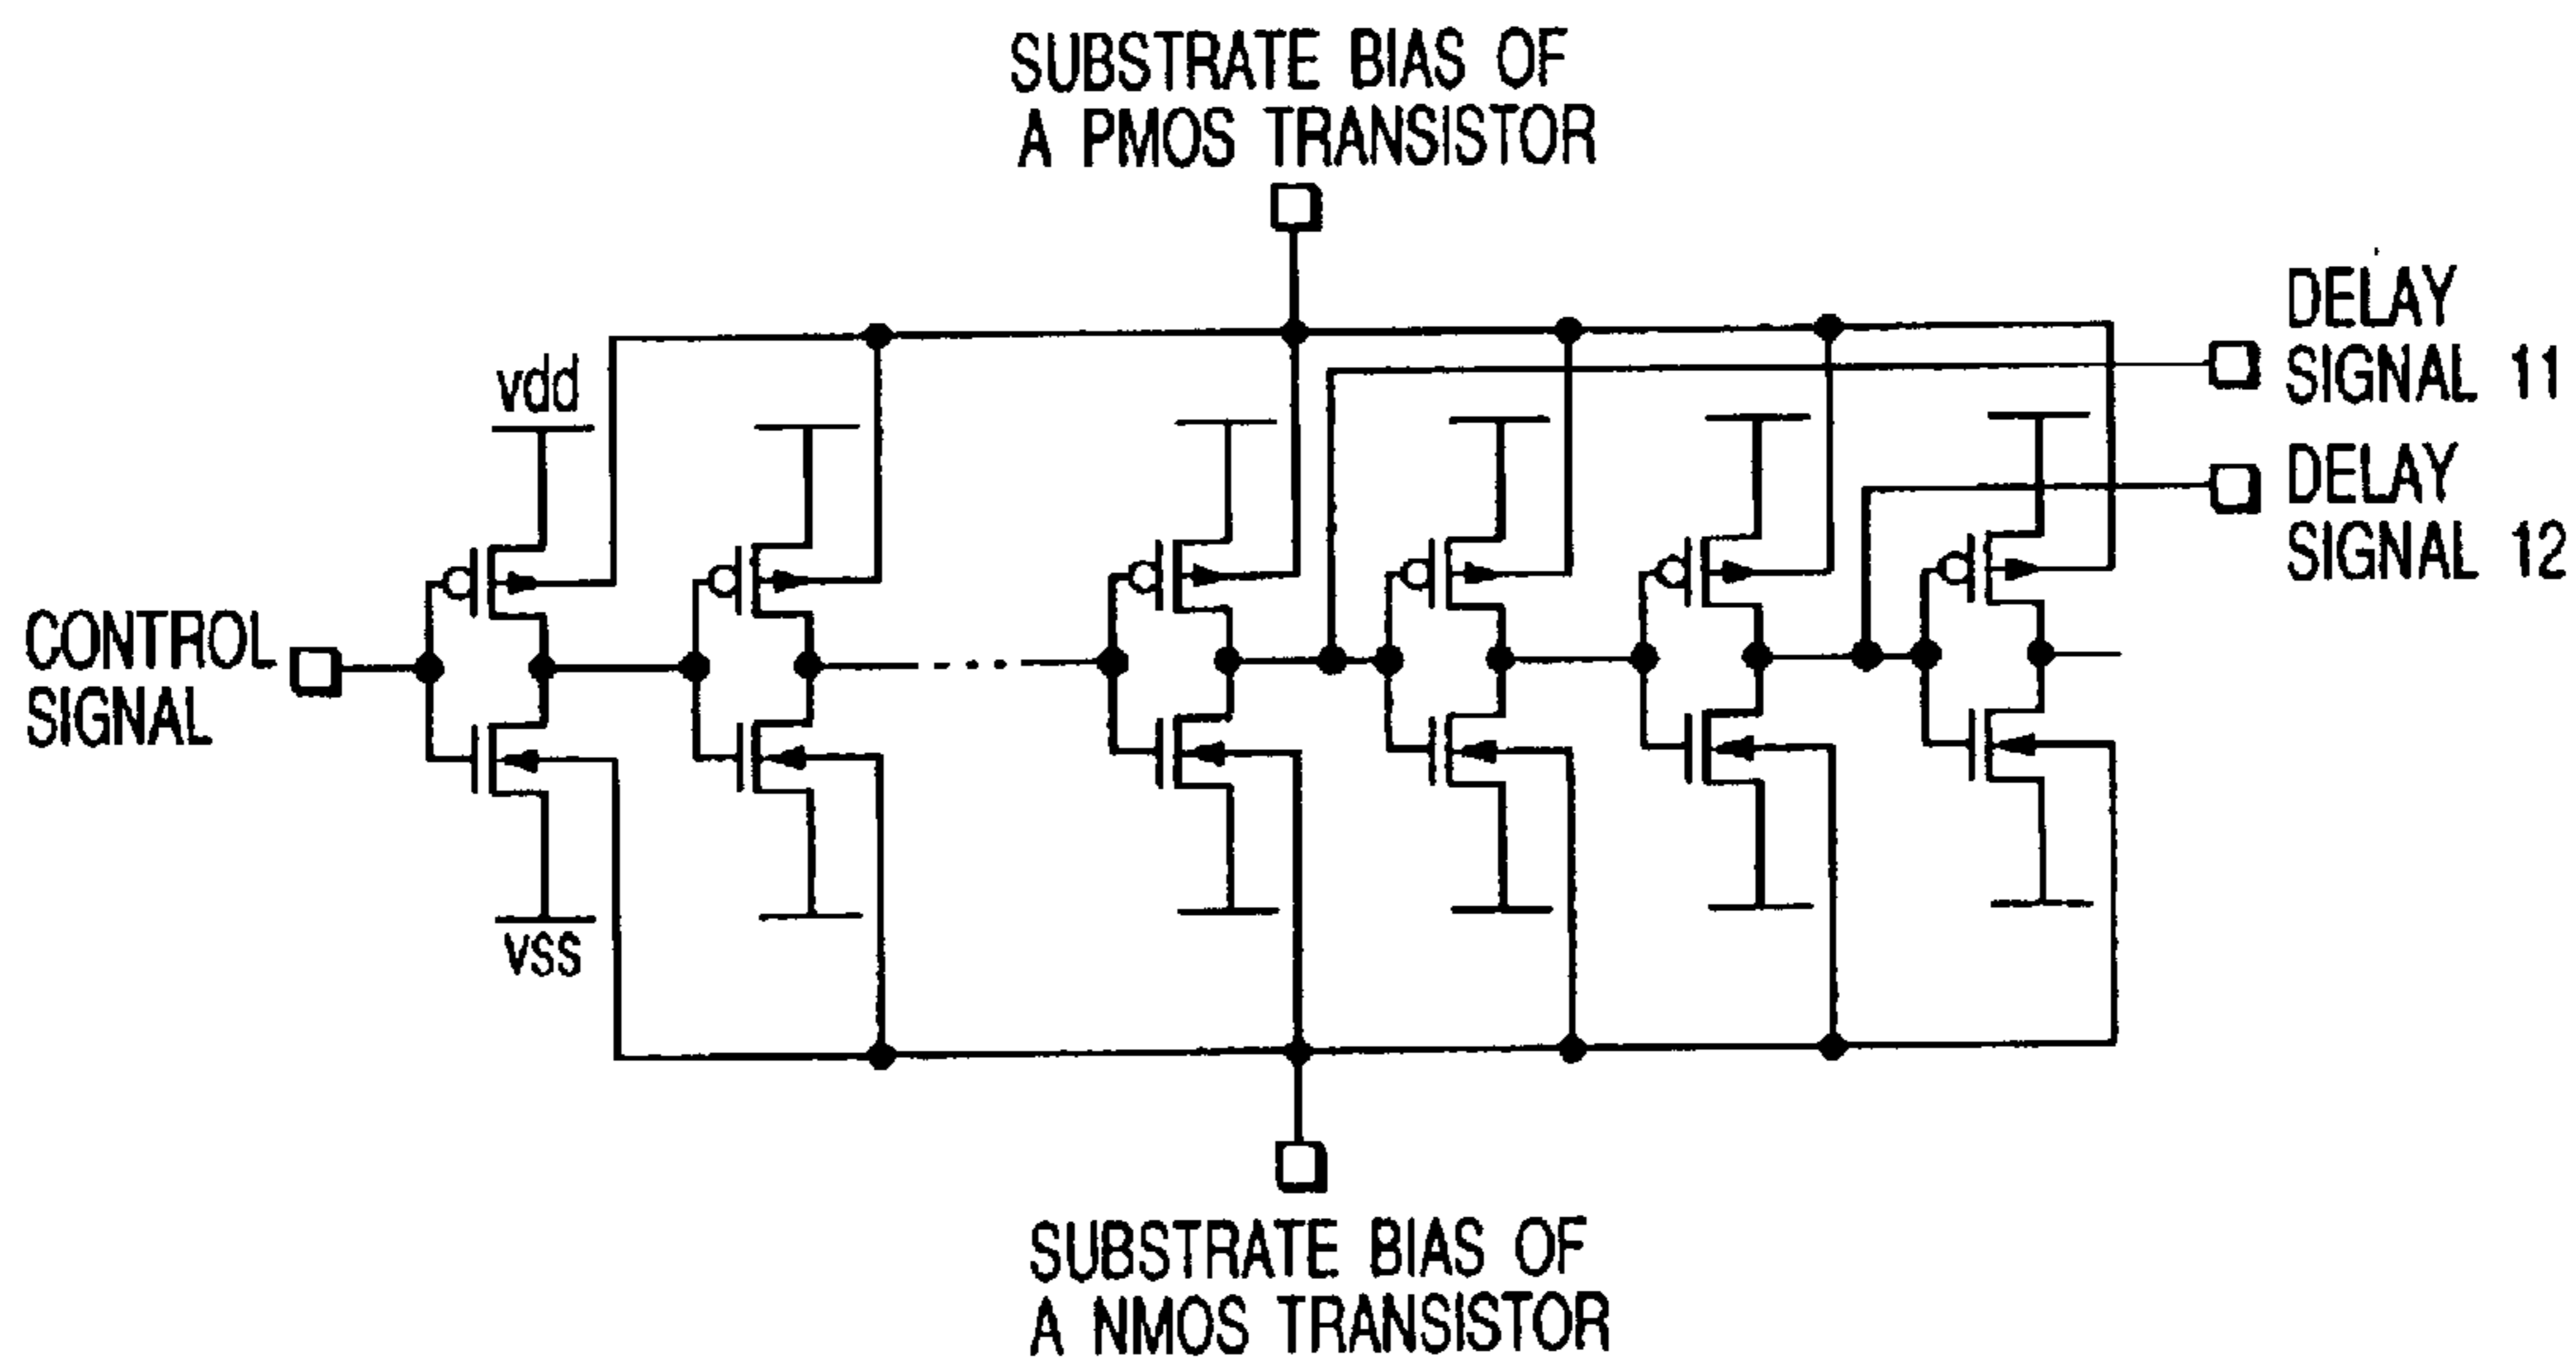 SUBSTRATE BIAS OF
A PMOS TRANSISTOR
DELAY
SIGNAL 11
vdd
DELAY
SIGNAL 12
CONTROL
SIGNAL
vss
SUBSTRATE BIAS OF
A NMOS TRANSISTOR